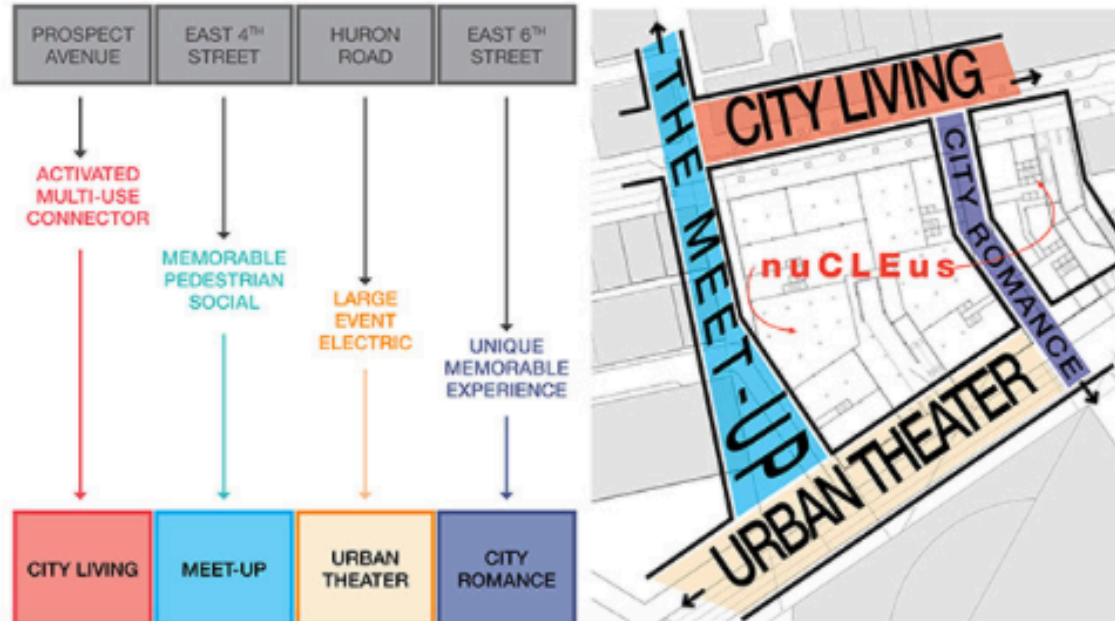 PROSPECT
AVENUE
EAST 4TH
STREET
HURON
ROAD
EAST 6TH
STREET
ACTIVATED
MULTI-USE
CONNECTOR
MEMORABLE
PEDESTRIAN
SOCIAL
LARGE
EVENT
ELECTRIC
UNIQUE
MEMORABLE
EXPERIENCE
CITY LIVING
MEET-UP
URBAN
THEATER
CITY
ROMANCE
THE MEET-UP
CITY LIVING
CITY ROMANCE
nuCLEus
URBAN THEATER